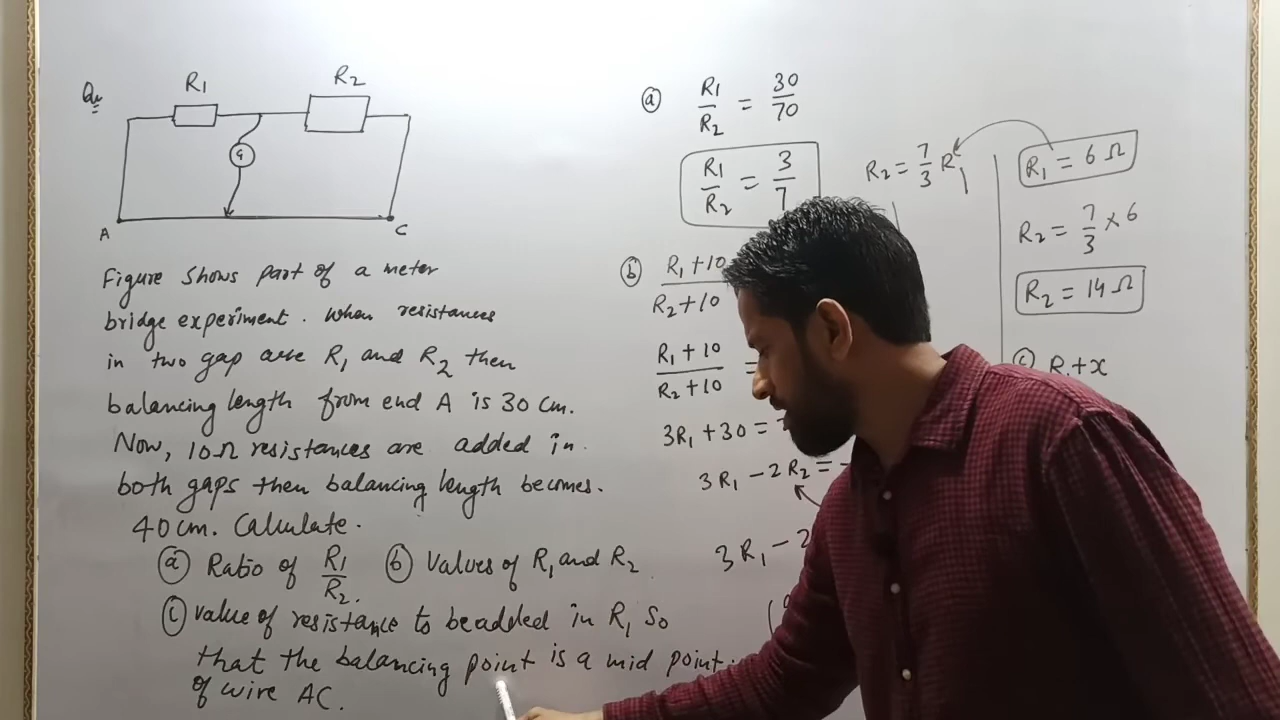 Qu
R1
R2
G
A
C
Figure shows part of a meter
bridge experiment. When resistances
in two gap are R1 and R2 then
balancing length from end A is 30 cm.
Now, 10Ω resistances are added in
both gaps then balancing length becomes.
40 cm. Calculate.
(a) Ratio of R1/R2. (b) Values of R1 and R2
(c) Value of resistance to be added in R1 so
that the balancing point is a mid point.
of wire AC.
(a) R1/R2 = 30/70
R1/R2 = 3/7
(b) R1+10
R2+10
R1+10/R2+10 =
3R1+30 =
3R1 - 2R2 =
3R1 - 2
R2 = 7/3 R1
R1 = 6Ω
R2 = 7/3 × 6
R2 = 14Ω
(c) R1+x